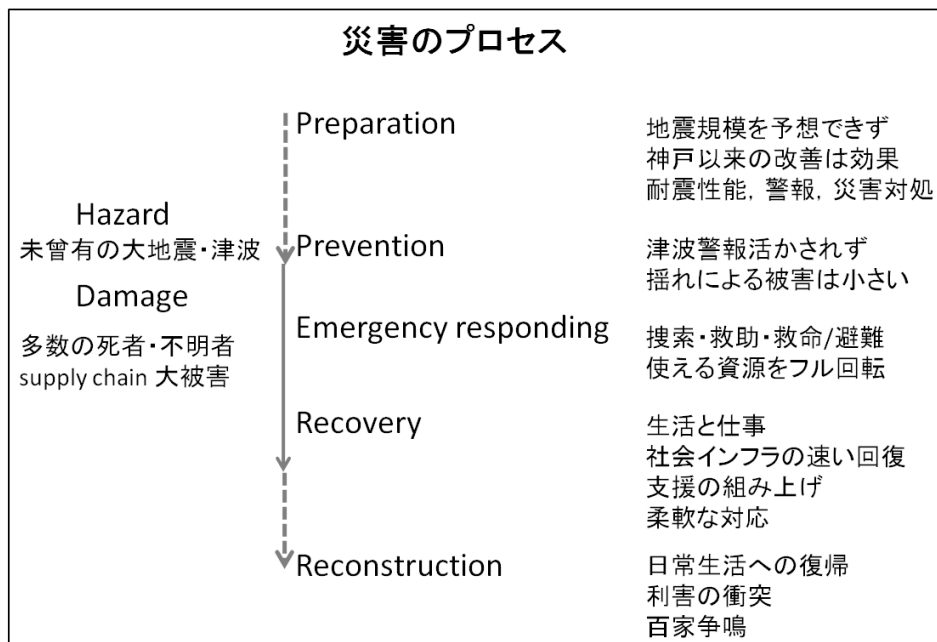 災害のプロセス
Preparation
地震規模を予想できず
神戸以来の改善は効果
耐震性能, 警報, 災害対処
Hazard
未曾有の大地震・津波
Prevention
津波警報活かされず
揺れによる被害は小さい
Damage
多数の死者・不明者
supply chain 大被害
Emergency responding
捜索・救助・救命/避難
使える資源をフル回転
Recovery
生活と仕事
社会インフラの速い回復
支援の組み上げ
柔軟な対応
Reconstruction
日常生活への復帰
利害の衝突
百家争鳴